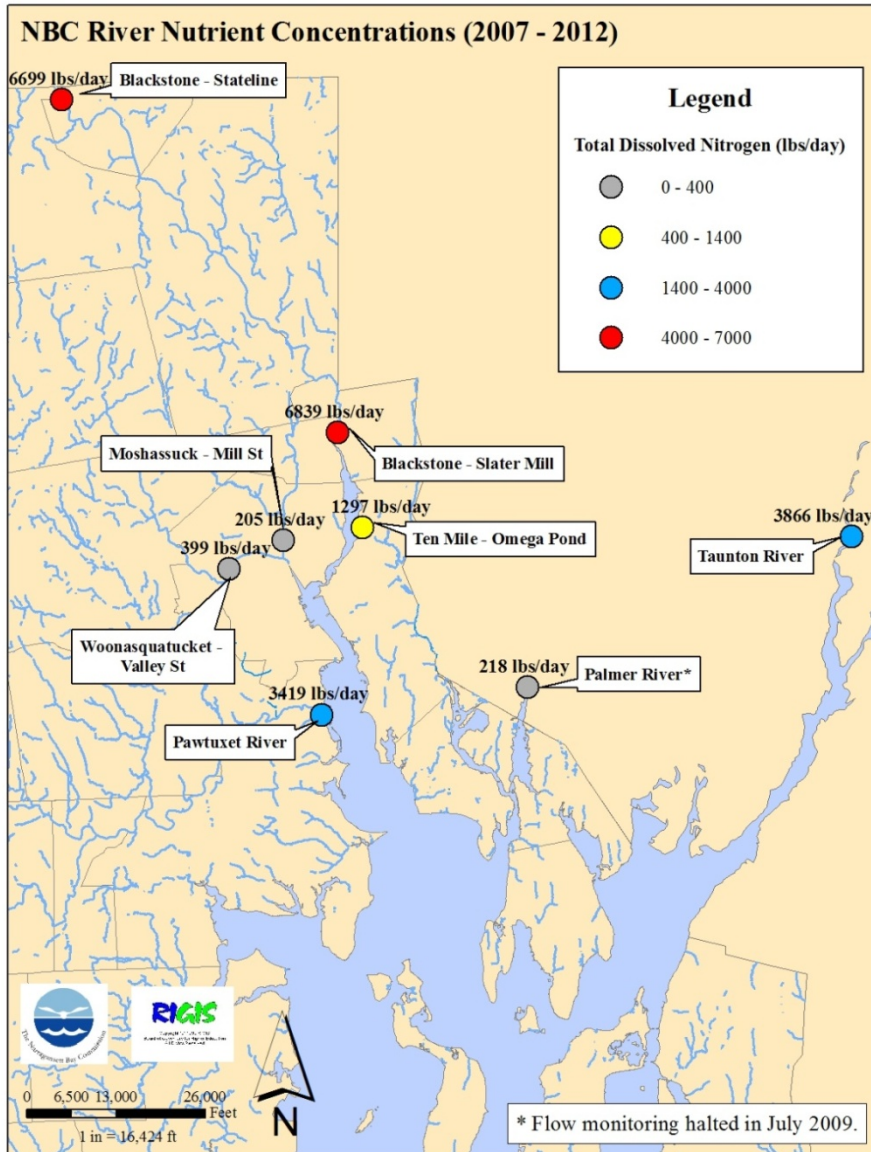 NBC River Nutrient Concentrations (2007 - 2012)
6699 lbs/day
Blackstone - Stateline
Legend
Total Dissolved Nitrogen (lbs/day)
0 - 400
400 - 1400
1400 - 4000
4000 - 7000
6839 lbs/day
Moshassuck - Mill St
Blackstone - Slater Mill
1297 lbs/day
205 lbs/day
Ten Mile - Omega Pond
3866 lbs/day
399 lbs/day
Taunton River
Woonasquatucket -
Valley St
218 lbs/day
Palmer River*
3419 lbs/day
Pawtuxet River
The Narragansett Bay Commission
RIGIS
0 6,500 13,000 26,000
Feet
1 in = 16,424 ft
N
* Flow monitoring halted in July 2009.